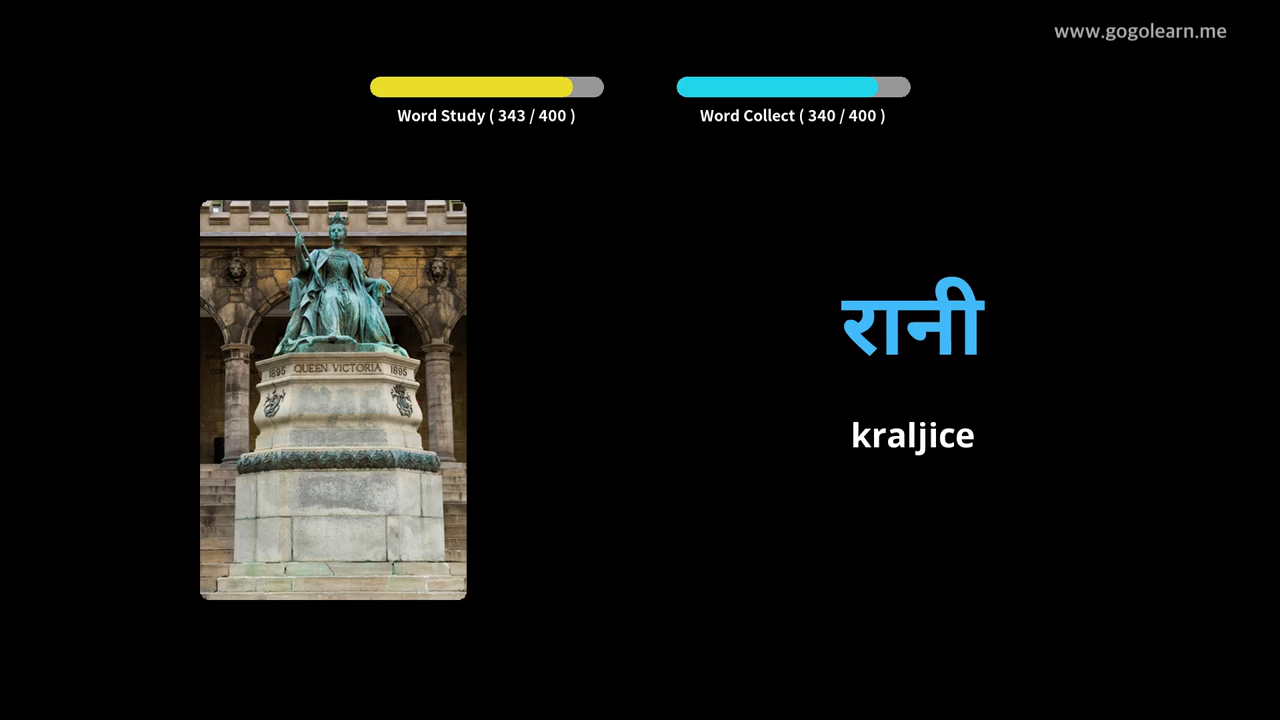 www.gogolearn.me
Word Study ( 343 / 400 )
Word Collect ( 340 / 400 )
रानी
kraljice
1895 QUEEN VICTORIA 1895